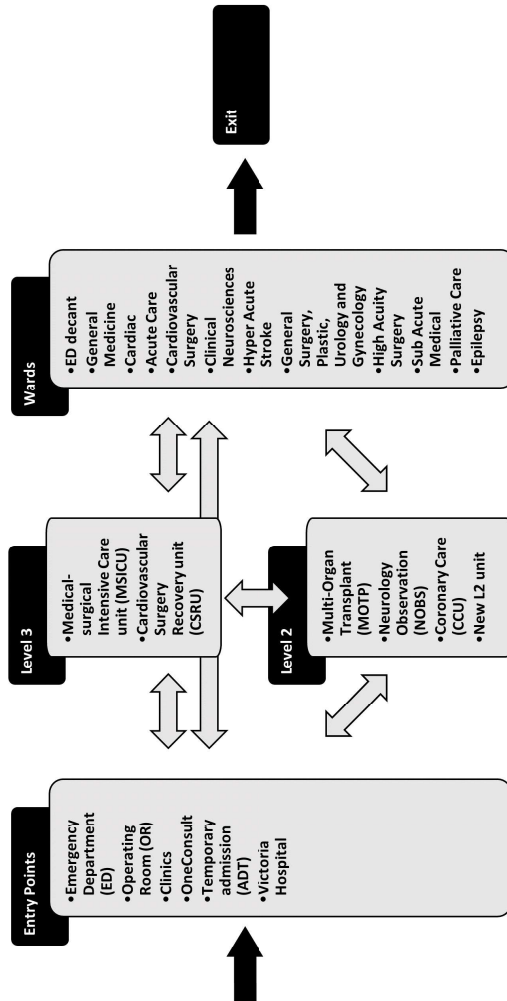 Entry Points
•Emergency
Department
(ED)
•Operating
Room (OR)
•Clinics
•OneConsult
•Temporary
admission
(ADT)
•Victoria
Hospital
Level 3
•Medical-
surgical
Intensive Care
unit (MSICU)
•Cardiovascular
Surgery
Recovery unit
(CSRU)
Level 2
•Multi-Organ
Transplant
(MOTP)
•Neurology
Observation
(NOBS)
•Coronary Care
(CCU)
•New L2 unit
Wards
•ED decant
•General
Medicine
•Cardiac
•Acute Care
•Cardiovascular
Surgery
•Clinical
Neurosciences
•Hyper Acute
Stroke
•General
Surgery,
Plastic,
Urology and
Gynecology
•High Acuity
Surgery
•Sub Acute
Medical
•Palliative Care
•Epilepsy
Exit